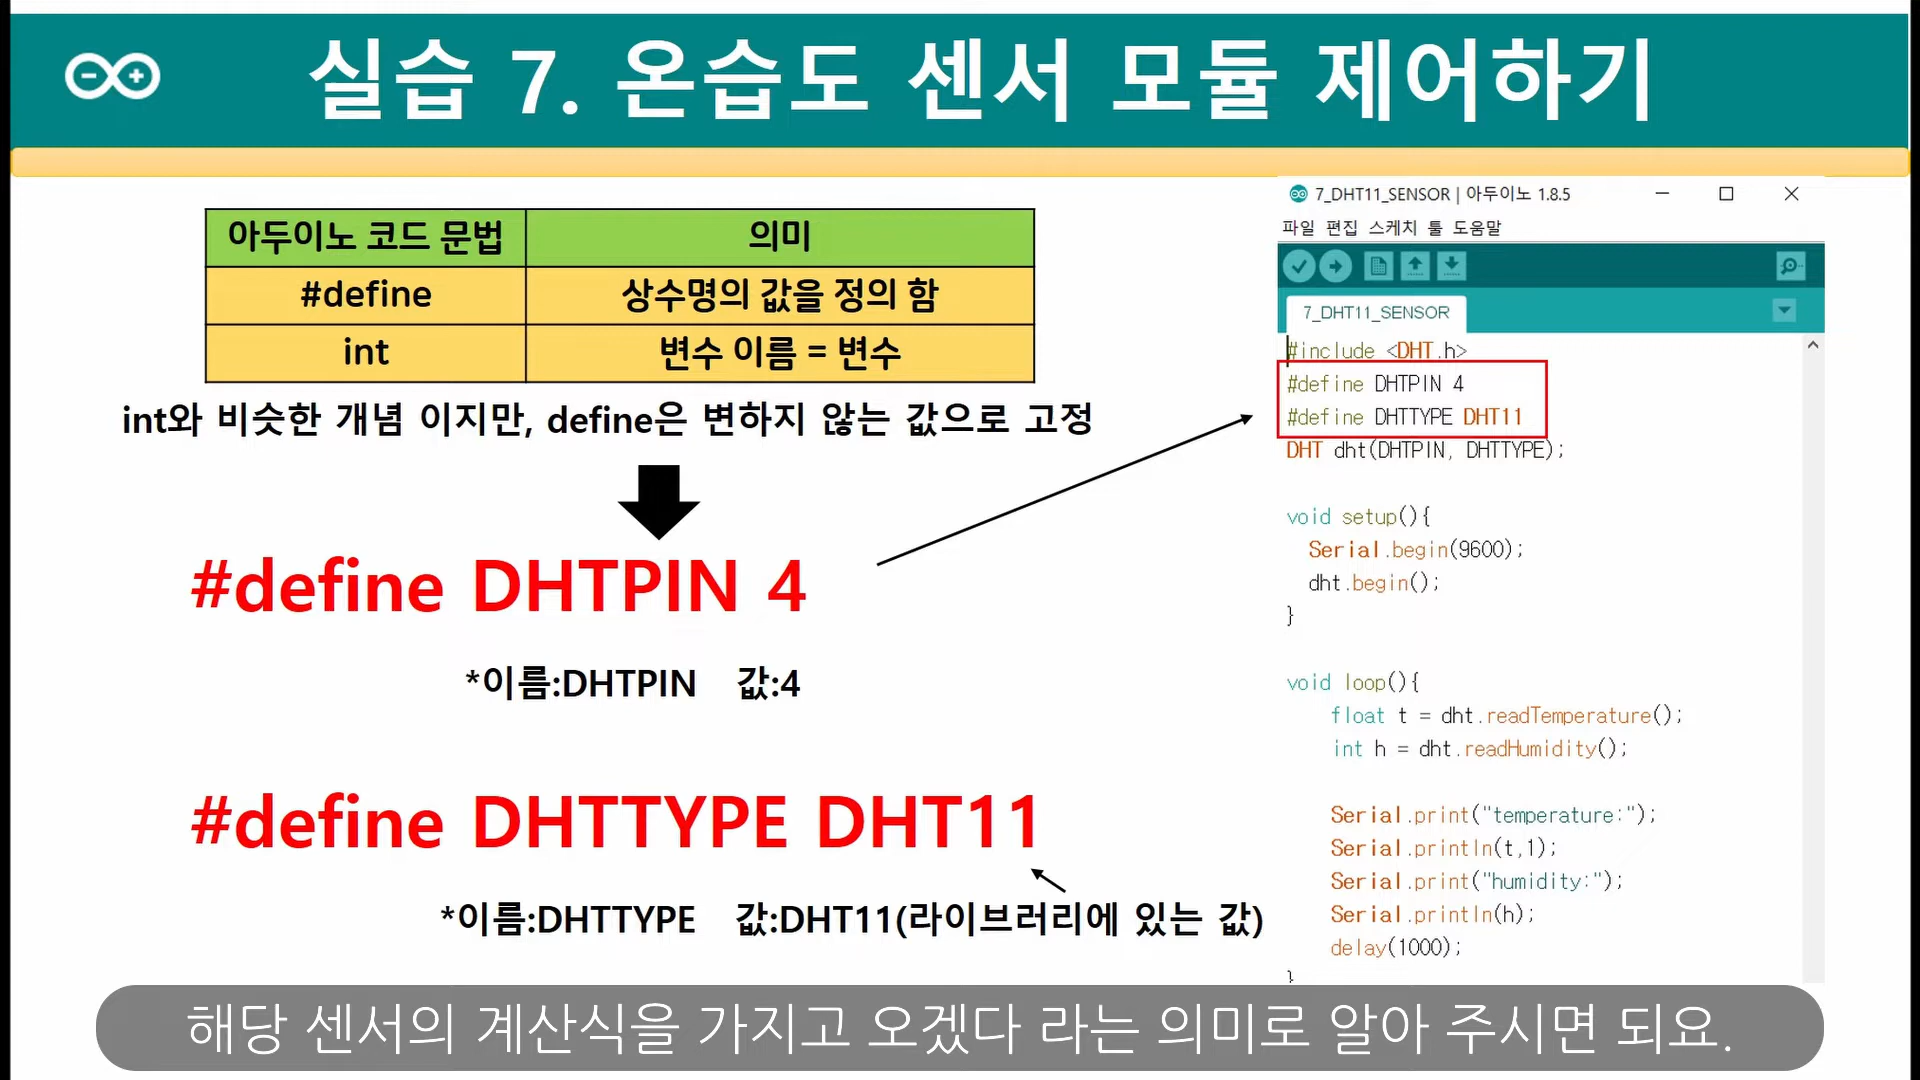 실습 7. 온습도 센서 모듈 제어하기
아두이노 코드 문법 의미
#define 상수명의 값을 정의 함
int 변수 이름 = 변수
int와 비슷한 개념 이지만, define은 변하지 않는 값으로 고정
#define DHTPIN 4
*이름:DHTPIN 값:4
#define DHTTYPE DHT11
*이름:DHTTYPE 값:DHT11(라이브러리에 있는 값)
7_DHT11_SENSOR | 아두이노 1.8.5
파일 편집 스케치 툴 도움말
7_DHT11_SENSOR
#include <DHT.h>
#define DHTPIN 4
#define DHTTYPE DHT11
DHT dht(DHTPIN, DHTTYPE);
void setup(){
Serial.begin(9600);
dht.begin();
}
void loop(){
float t = dht.readTemperature();
int h = dht.readHumidity();
Serial.print("temperature:");
Serial.println(t,1);
Serial.print("humidity:");
Serial.println(h);
delay(1000);
}
해당 센서의 계산식을 가지고 오겠다 라는 의미로 알아 주시면 되요.